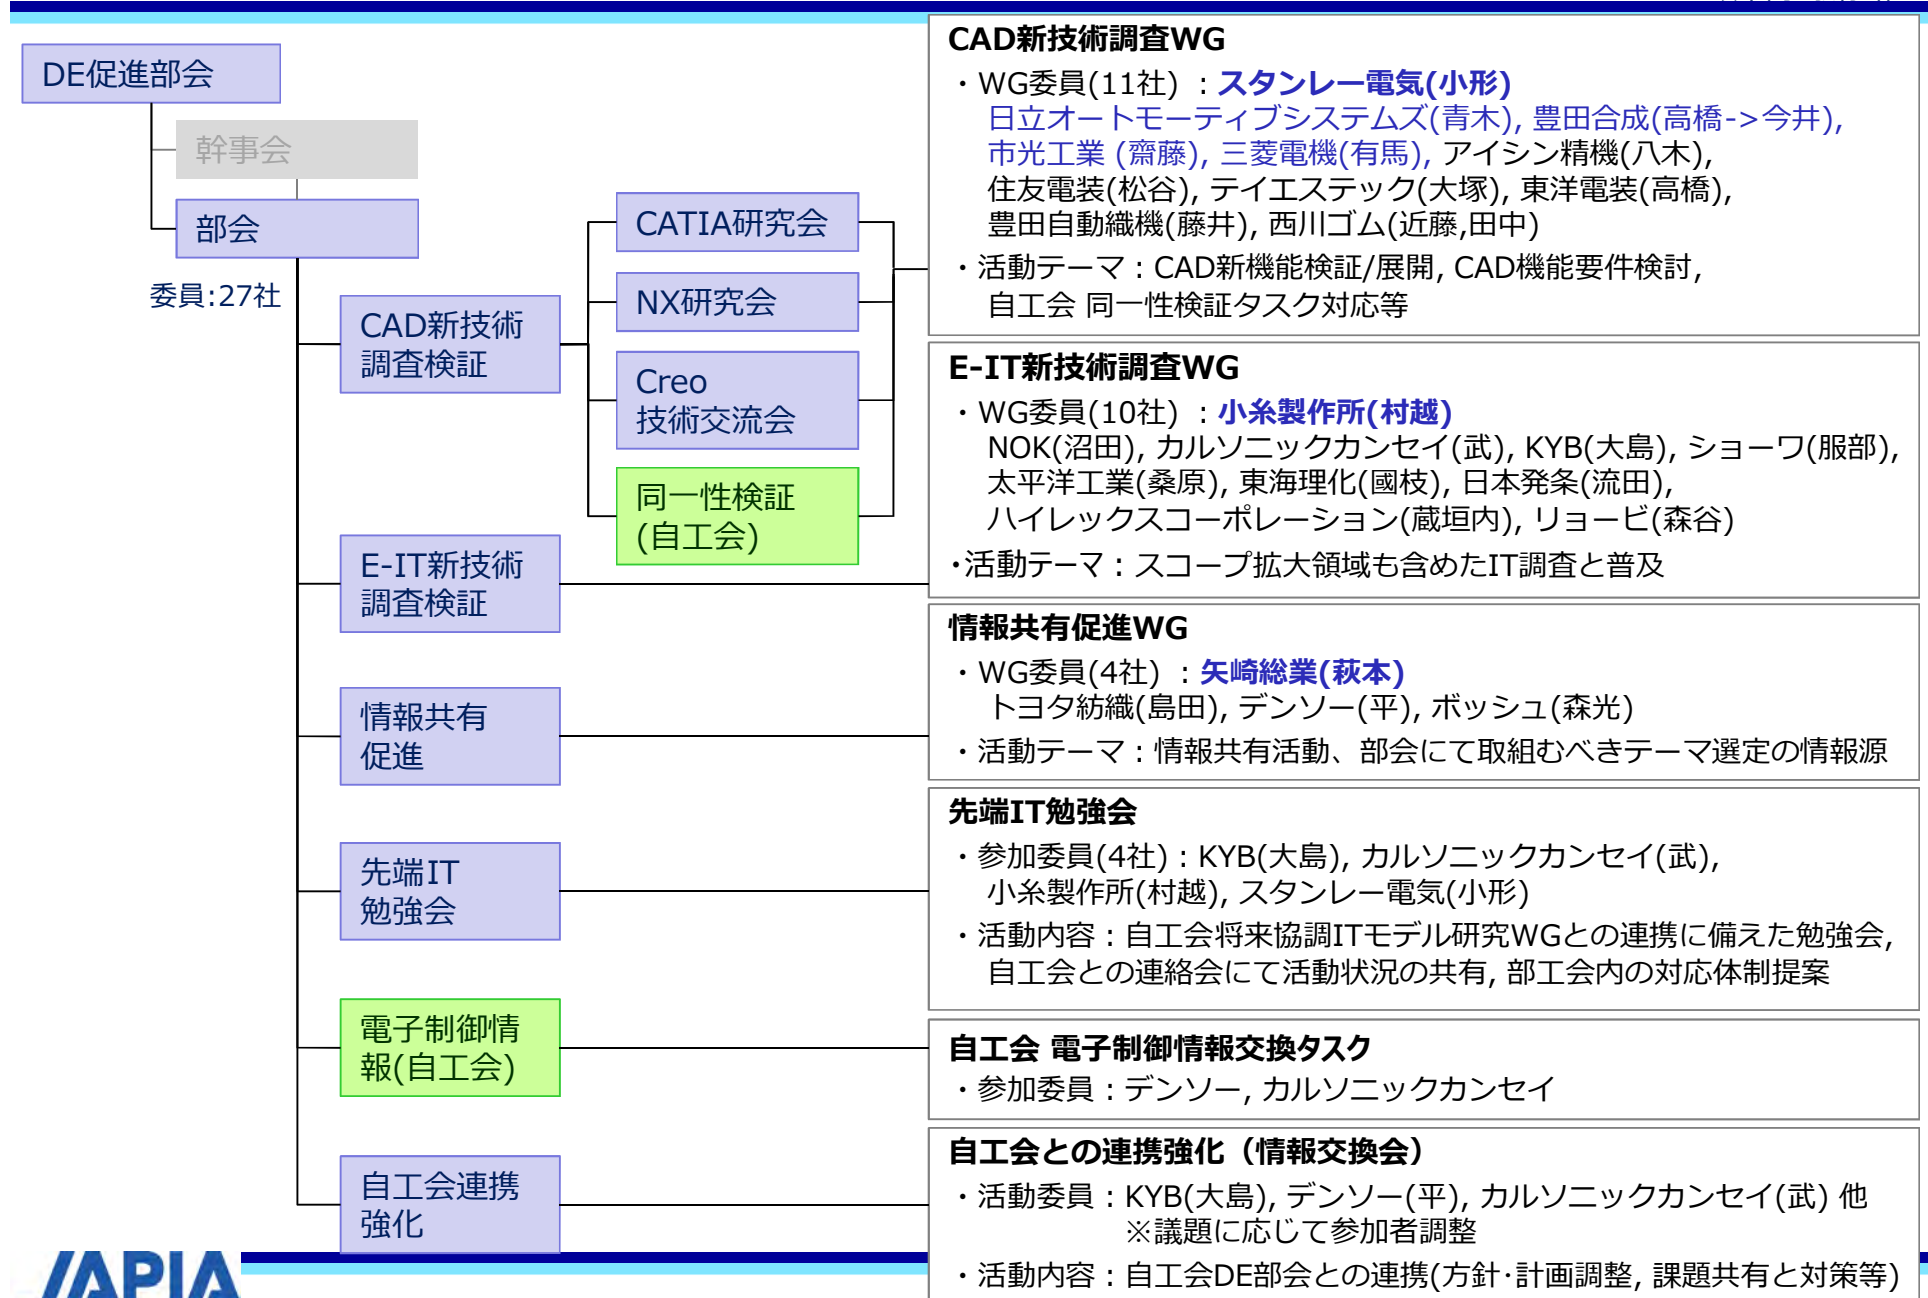 DE促進部会
幹事会
部会
委員:27社
CAD新技術
調査検証
CATIA研究会
NX研究会
Creo
技術交流会
同一性検証
(自工会)
E-IT新技術
調査検証
情報共有
促進
先端IT
勉強会
電子制御情
報(自工会)
自工会連携
強化
CAD新技術調査WG
・WG委員(11社) ：スタンレー電気(小形)
日立オートモーティブシステムズ(青木), 豊田合成(高橋->今井),
市光工業 (齋藤), 三菱電機(有馬), アイシン精機(八木),
住友電装(松谷), テイエステック(大塚), 東洋電装(高橋),
豊田自動織機(藤井), 西川ゴム(近藤,田中)
・活動テーマ：CAD新機能検証/展開, CAD機能要件検討,
自工会 同一性検証タスク対応等
E-IT新技術調査WG
・WG委員(10社) ：小糸製作所(村越)
NOK(沼田), カルソニックカンセイ(武), KYB(大島), ショーワ(服部),
太平洋工業(桑原), 東海理化(國枝), 日本発条(流田),
ハイレックスコーポレーション(蔵垣内), リョービ(森谷)
・活動テーマ：スコープ拡大領域も含めたIT調査と普及
情報共有促進WG
・WG委員(4社) ：矢崎総業(萩本)
トヨタ紡織(島田), デンソー(平), ボッシュ(森光)
・活動テーマ：情報共有活動、部会にて取組むべきテーマ選定の情報源
先端IT勉強会
・参加委員(4社)：KYB(大島), カルソニックカンセイ(武),
小糸製作所(村越), スタンレー電気(小形)
・活動内容：自工会将来協調ITモデル研究WGとの連携に備えた勉強会,
自工会との連絡会にて活動状況の共有, 部工会内の対応体制提案
自工会 電子制御情報交換タスク
・参加委員：デンソー, カルソニックカンセイ
自工会との連携強化（情報交換会）
・活動委員：KYB(大島), デンソー(平), カルソニックカンセイ(武) 他
※議題に応じて参加者調整
・活動内容：自工会DE部会との連携(方針･計画調整, 課題共有と対策等)
JAPIA